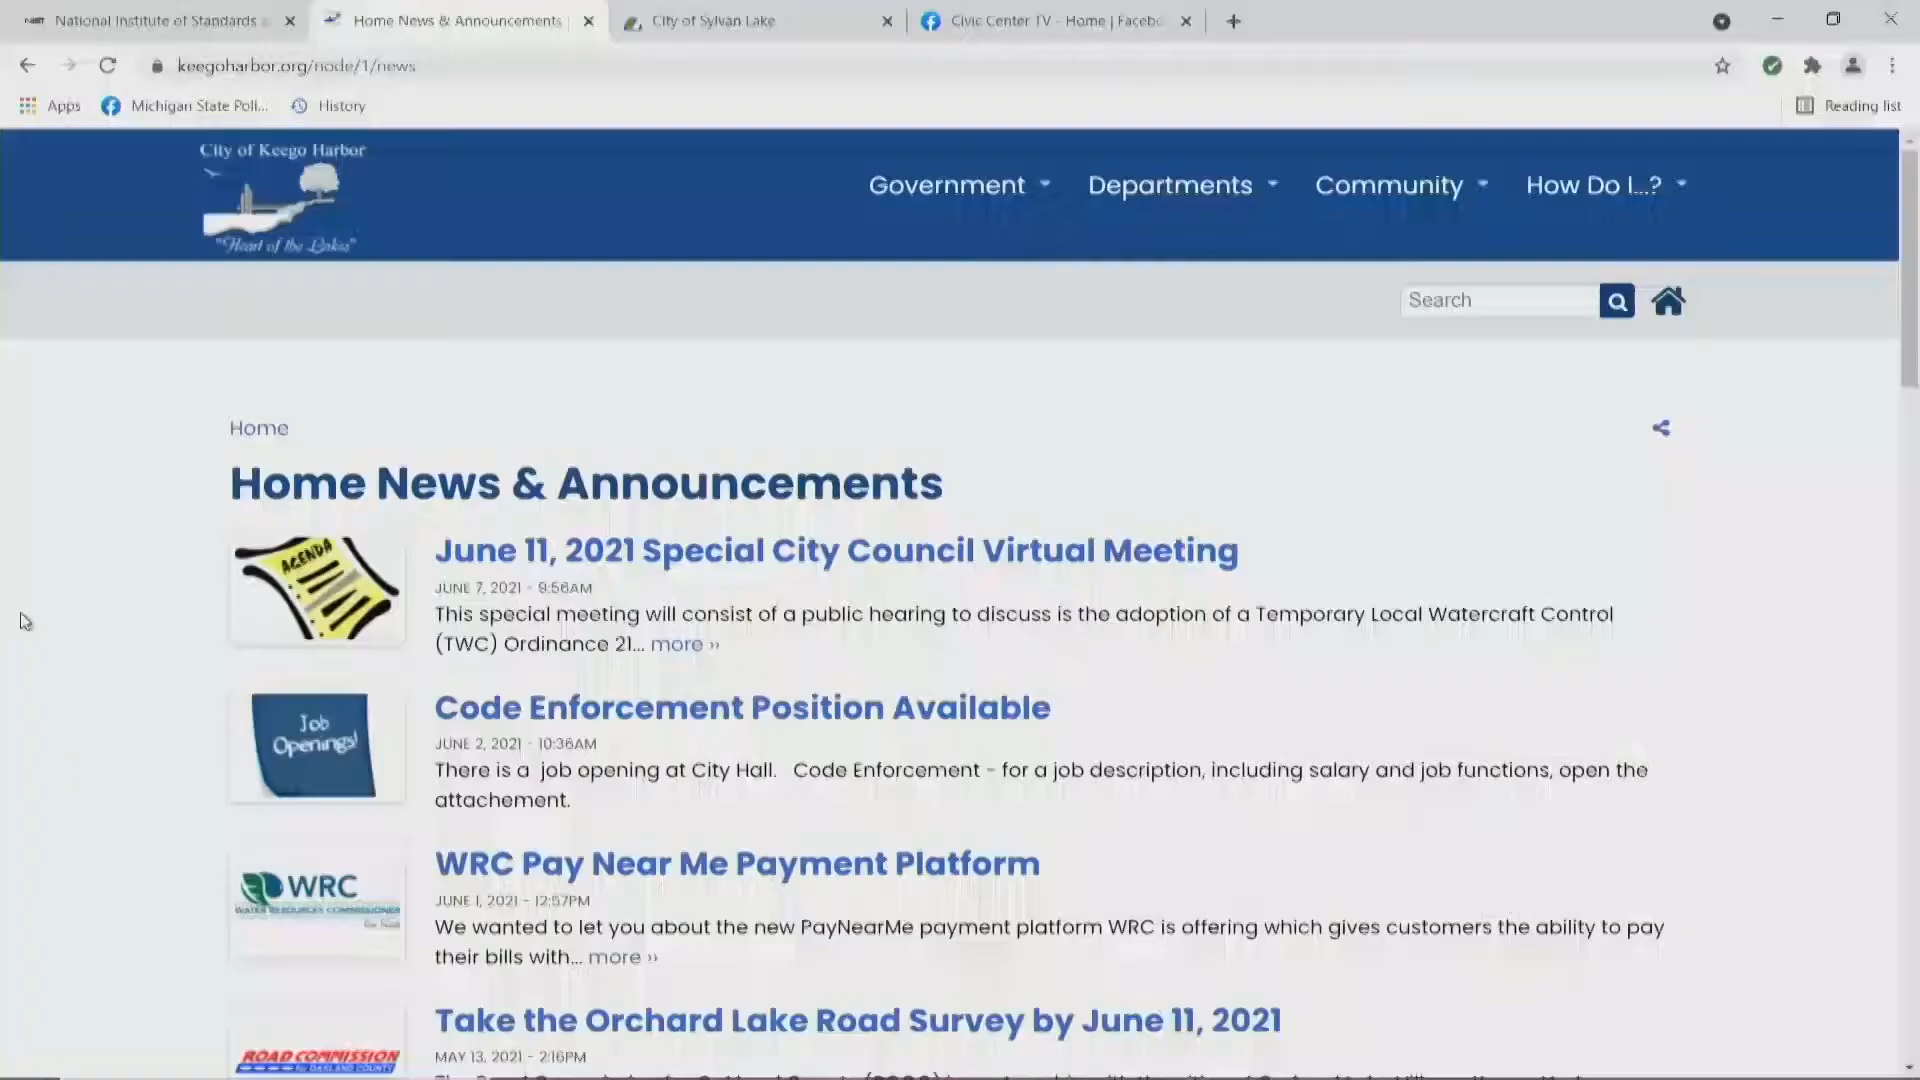 National Institute of Standards
Home News & Announcements
City of Sylvan Lake
Civic Center TV - Home | Facebo
keegoharbor.org/node/1/news
Apps
Michigan State Poli...
History
Reading list
City of Keego Harbor
"Heart of the Lakes"
Government
Departments
Community
How Do I...?
Search
Home
Home News & Announcements
AGENDA
June 11, 2021 Special City Council Virtual Meeting
JUNE 7, 2021 - 9:56AM
This special meeting will consist of a public hearing to discuss is the adoption of a Temporary Local Watercraft Control
(TWC) Ordinance 21... more ››
Job
Openings!
Code Enforcement Position Available
JUNE 2, 2021 - 10:36AM
There is a job opening at City Hall. Code Enforcement - for a job description, including salary and job functions, open the
attachement.
WRC
WATER RESOURCES COMMISSIONER
WRC Pay Near Me Payment Platform
JUNE 1, 2021 - 12:57PM
We wanted to let you about the new PayNearMe payment platform WRC is offering which gives customers the ability to pay
their bills with... more ››
ROAD COMMISSION
for OAKLAND COUNTY
Take the Orchard Lake Road Survey by June 11, 2021
MAY 13, 2021 - 2:16PM